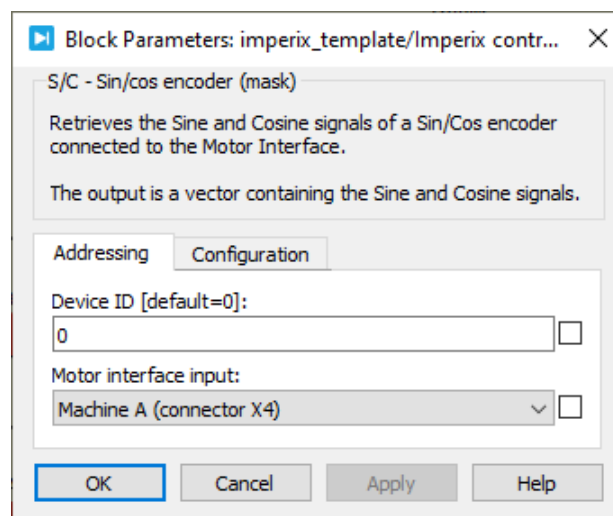 Block Parameters: imperix_template/Imperix contr...
S/C - Sin/cos encoder (mask)
Retrieves the Sine and Cosine signals of a Sin/Cos encoder
connected to the Motor Interface.
The output is a vector containing the Sine and Cosine signals.
Addressing Configuration
Device ID [default=0]:
0
Motor interface input:
Machine A (connector X4)
OK Cancel Apply Help